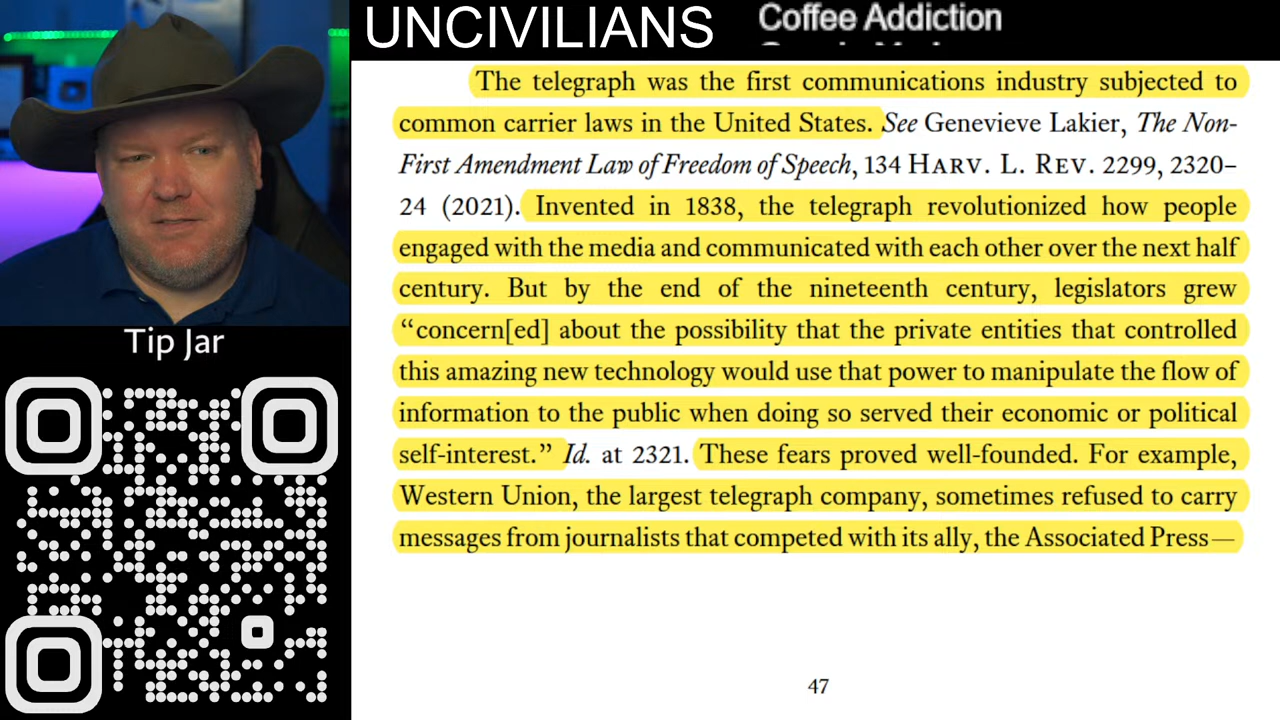 UNCIVILIANS
Coffee Addiction
The telegraph was the first communications industry subjected to
common carrier laws in the United States. See Genevieve Lakier, The Non-
First Amendment Law of Freedom of Speech, 134 HARV. L. REV. 2299, 2320–
24 (2021). Invented in 1838, the telegraph revolutionized how people
engaged with the media and communicated with each other over the next half
century. But by the end of the nineteenth century, legislators grew
“concern[ed] about the possibility that the private entities that controlled
this amazing new technology would use that power to manipulate the flow of
information to the public when doing so served their economic or political
self-interest.” Id. at 2321. These fears proved well-founded. For example,
Western Union, the largest telegraph company, sometimes refused to carry
messages from journalists that competed with its ally, the Associated Press—
47
Tip Jar